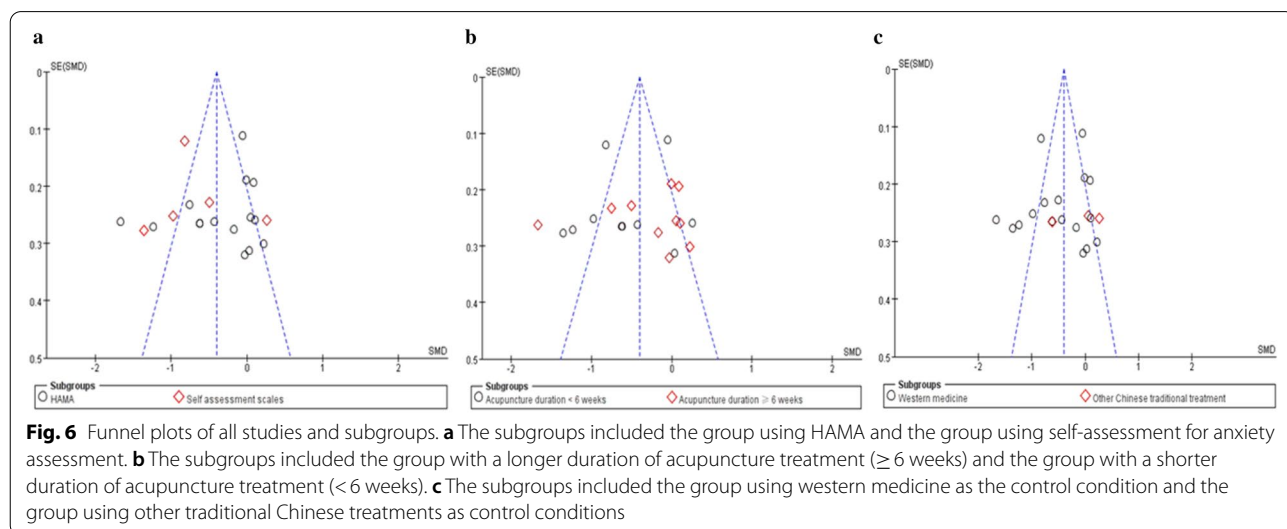 a
SE(SMD)
0
0.1
0.2
0.3
0.4
0.5
-2
-1
0
1
2
SMD
Subgroups
HAMA
Self assessment scales
b
SE(SMD)
0
0.1
0.2
0.3
0.4
0.5
-2
-1
0
1
2
SMD
Subgroups
Acupuncture duration < 6 weeks
Acupuncture duration ≥ 6 weeks
c
SE(SMD)
0
0.1
0.2
0.3
0.4
0.5
-2
-1
0
1
2
SMD
Subgroups
Western medicine
Other Chinese traditional treatment
Fig. 6 Funnel plots of all studies and subgroups. a The subgroups included the group using HAMA and the group using self-assessment for anxiety
assessment. b The subgroups included the group with a longer duration of acupuncture treatment (≥ 6 weeks) and the group with a shorter
duration of acupuncture treatment (< 6 weeks). c The subgroups included the group using western medicine as the control condition and the
group using other traditional Chinese treatments as control conditions